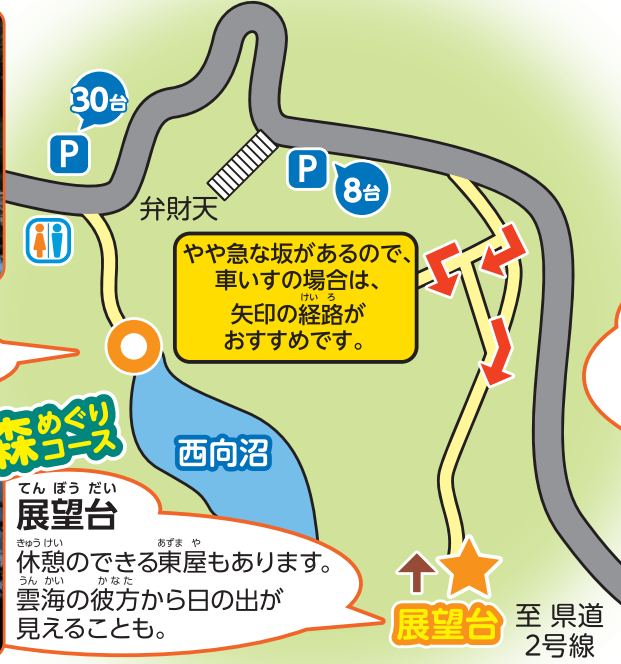 30台
P
弁財天
P
8台
やや急な坂があるので、
車いすの場合は、
けいろ
矢印の経路が
おすすめです。
森めぐり
コース
西向沼
てんぼうだい
展望台
きゅうけい あずまや
休憩のできる東屋もあります。
うんかい かなた
雲海の彼方から日の出が
見えることも。
展望台
至 県道
2号線